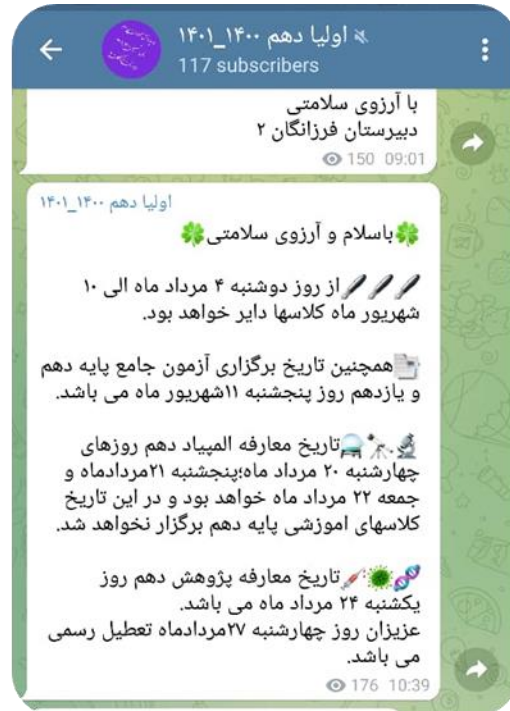 اولیا دهم ۱۴۰۰_۱۴۰۱
117 subscribers
با آرزوی سلامتی
دبیرستان فرزانگان ۲
150 09:01
اولیا دهم ۱۴۰۰_۱۴۰۱
🍀باسلام و آرزوی سلامتی🍀
از روز دوشنبه ۴ مرداد ماه الی ۱۰
شهریور ماه کلاسها دایر خواهد بود.
همچنین تاریخ برگزاری آزمون جامع پایه دهم
و یازدهم روز پنجشنبه ۱۱شهریور ماه می باشد.
🔬🔭🔮تاریخ معارفه المپیاد دهم روزهای
چهارشنبه ۲۰ مرداد ماه؛پنجشنبه ۲۱مردادماه و
جمعه ۲۲ مرداد ماه خواهد بود و در این تاریخ
کلاسهای اموزشی پایه دهم برگزار نخواهد شد.
🧬🦠💉تاریخ معارفه پژوهش دهم روز
یکشنبه ۲۴ مرداد ماه می باشد.
عزیزان روز چهارشنبه ۲۷مردادماه تعطیل رسمی
می باشد.
176 10:39